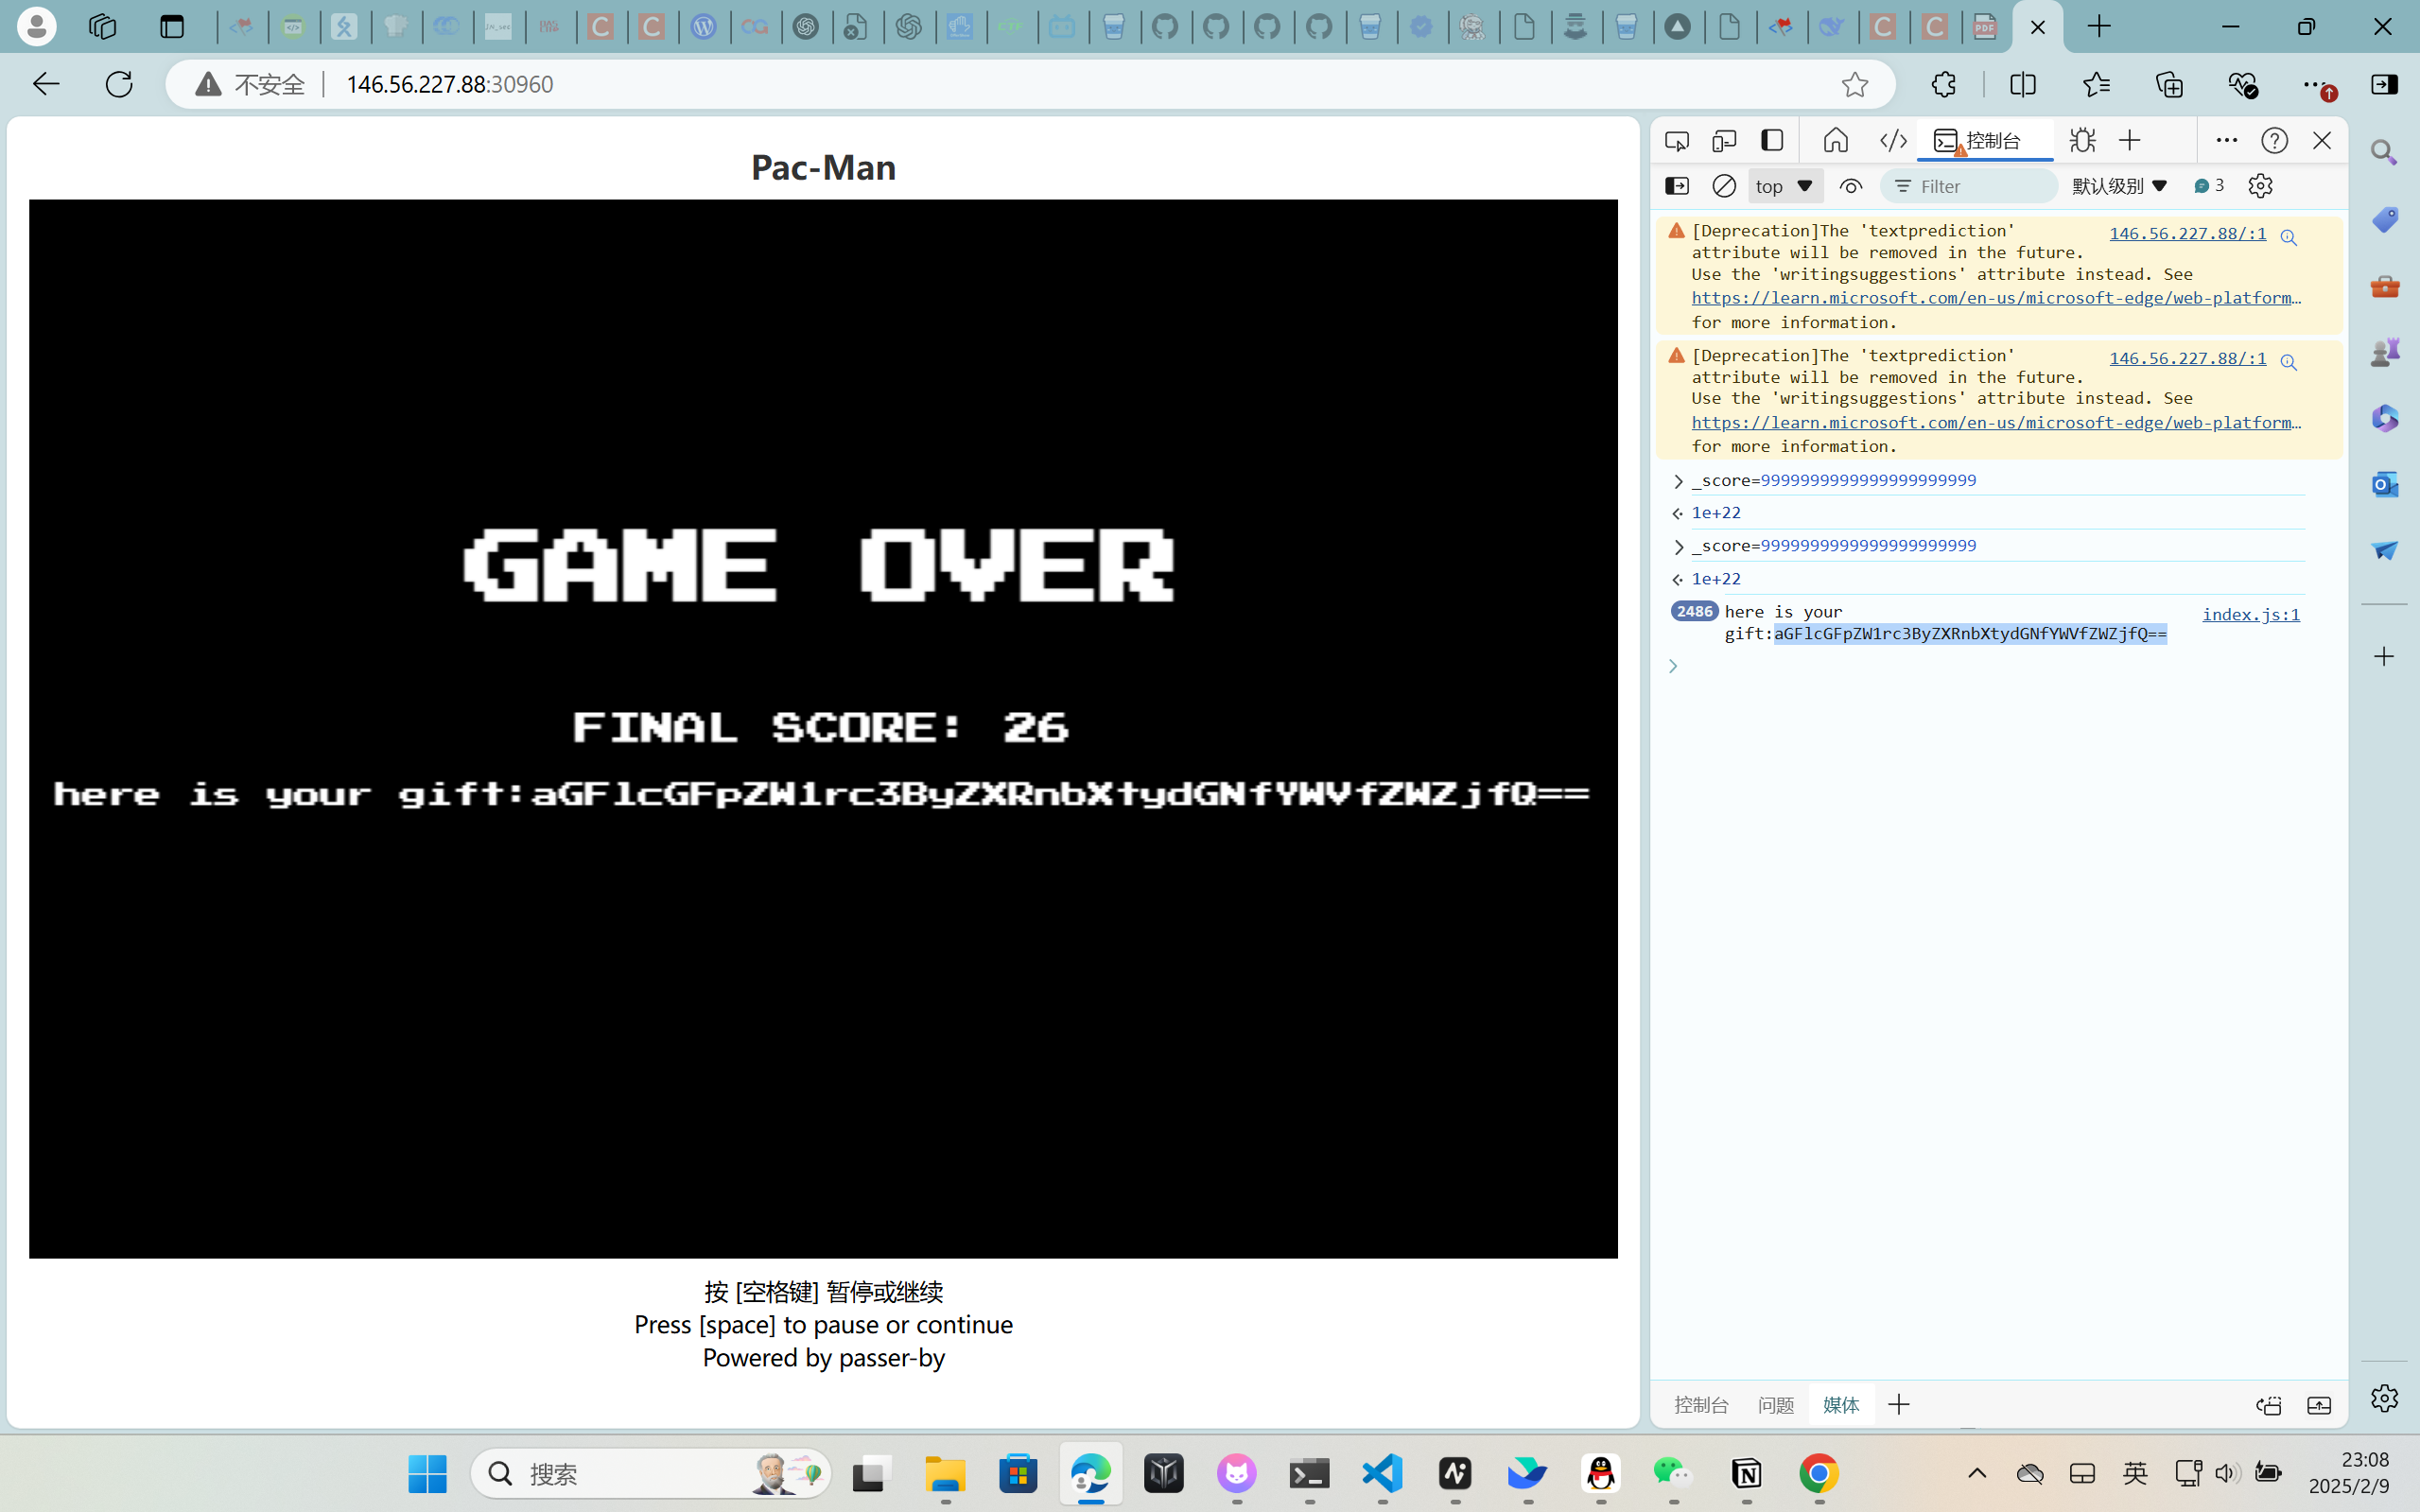 不安全
146.56.227.88:30960
Pac-Man
GAME OVER
FINAL SCORE: 26
here is your gift:aGFlcGFpZW1rc3ByZXRnbXtydGNfYWVfZWZjfQ==
按 [空格键] 暂停或继续
Press [space] to pause or continue
Powered by passer-by
控制台
top
Filter
默认级别
3
[Deprecation]The 'textprediction' 146.56.227.88/:1
attribute will be removed in the future.
Use the 'writingsuggestions' attribute instead. See
https://learn.microsoft.com/en-us/microsoft-edge/web-platform…
for more information.
[Deprecation]The 'textprediction' 146.56.227.88/:1
attribute will be removed in the future.
Use the 'writingsuggestions' attribute instead. See
https://learn.microsoft.com/en-us/microsoft-edge/web-platform…
for more information.
_score=9999999999999999999999
1e+22
_score=9999999999999999999999
1e+22
2486 here is your index.js:1
gift:aGFlcGFpZW1rc3ByZXRnbXtydGNfYWVfZWZjfQ==
控制台 问题 媒体
搜索
英
23:08
2025/2/9